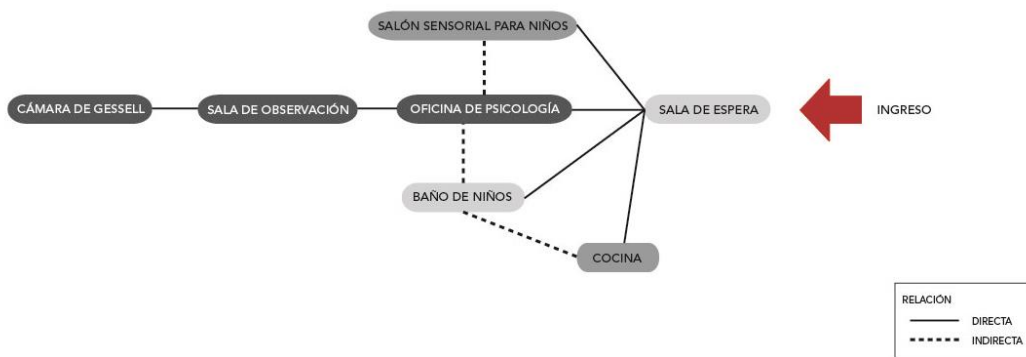 SALÓN SENSORIAL PARA NIÑOS
CÁMARA DE GESSELL
SALA DE OBSERVACIÓN
OFICINA DE PSICOLOGÍA
SALA DE ESPERA
INGRESO
BAÑO DE NIÑOS
COCINA
RELACIÓN
DIRECTA
INDIRECTA